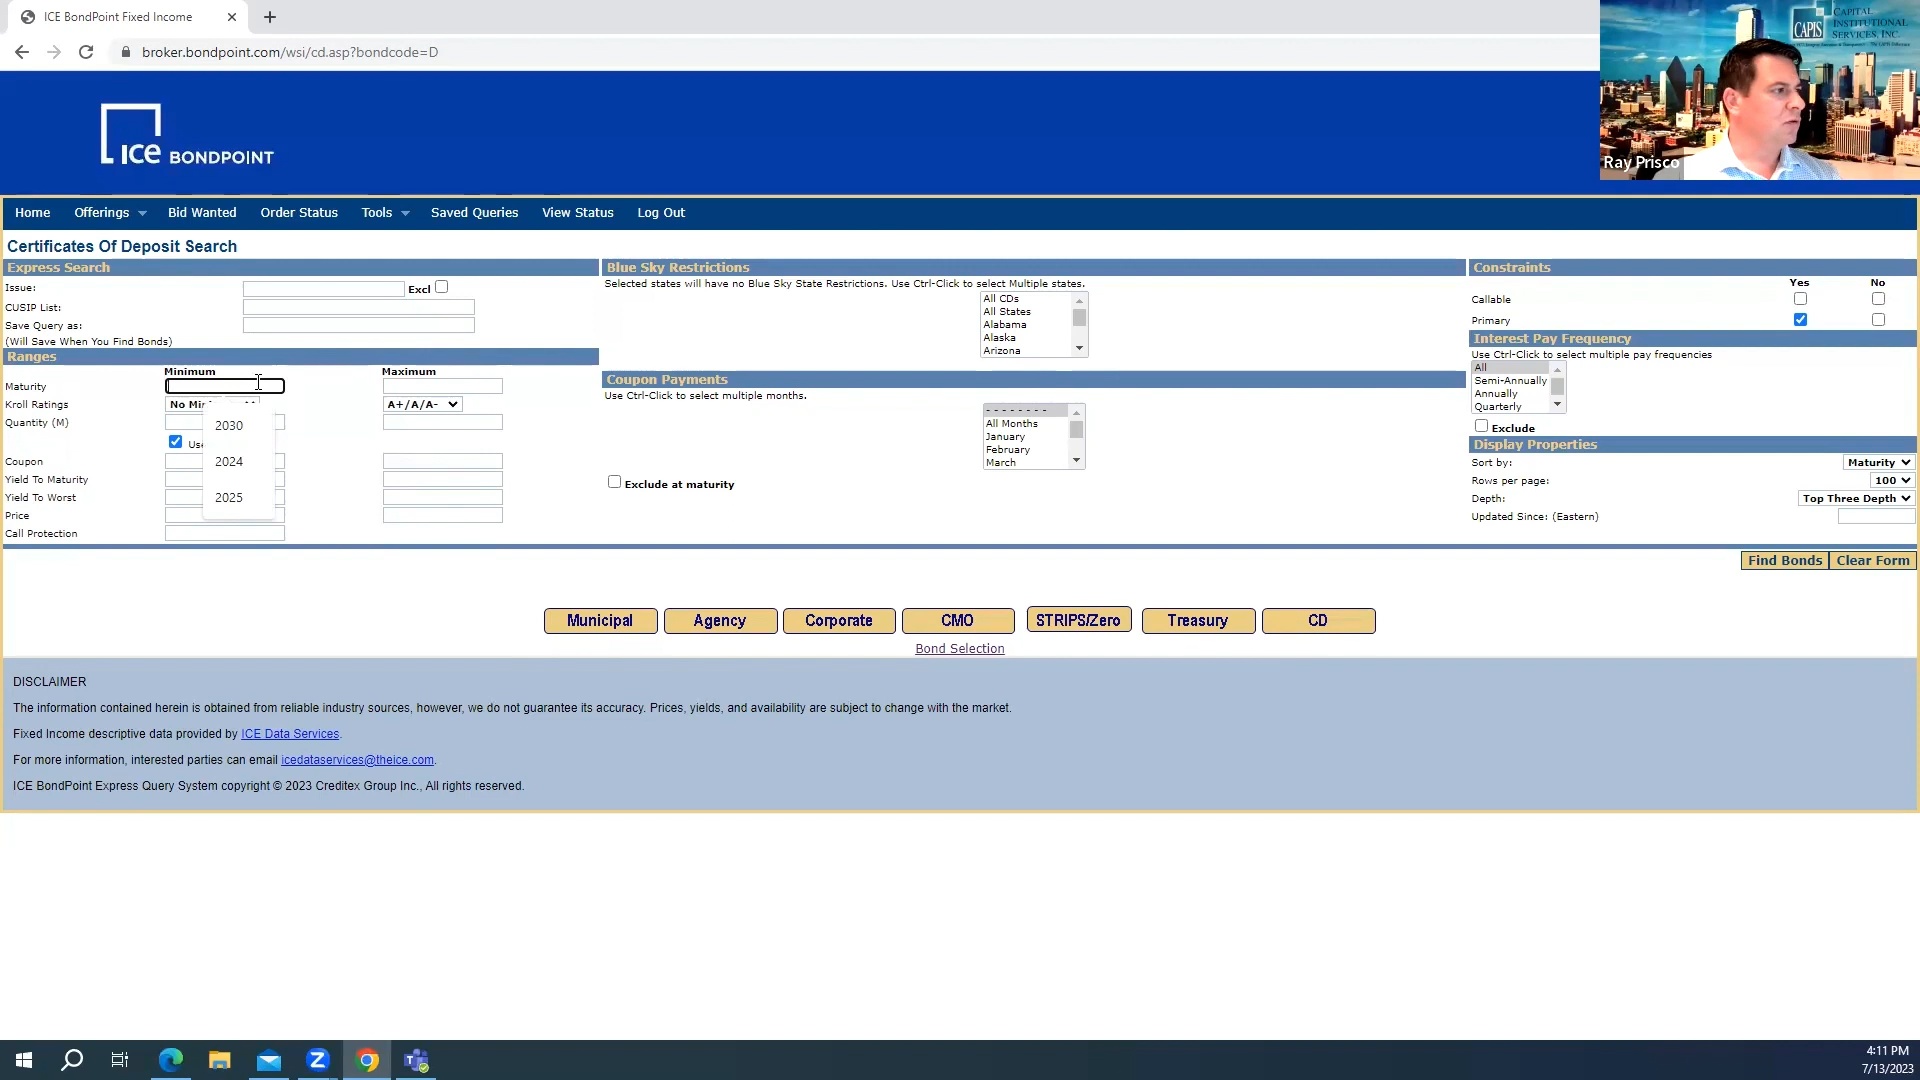 ICE BondPoint Fixed Income
broker.bondpoint.com/wsi/cd.asp?bondcode=D
CAPIS
CAPITAL
INSTITUTIONAL
SERVICES, INC.
Ray Prisco
ice BONDPOINT
Home Offerings Bid Wanted Order Status Tools Saved Queries View Status Log Out
Certificates Of Deposit Search
Express Search
Issue: Excl
CUSIP List:
Save Query as:
(Will Save When You Find Bonds)
Ranges
Minimum Maximum
Maturity
Kroll Ratings No Min A+/A/A-
Quantity (M)
Use
Coupon
Yield To Maturity
Yield To Worst
Price
Call Protection
2030
2024
2025
Blue Sky Restrictions
Selected states will have no Blue Sky State Restrictions. Use Ctrl-Click to select Multiple states.
All CDs
All States
Alabama
Alaska
Arizona
Coupon Payments
Use Ctrl-Click to select multiple months.
- - - - - - - -
All Months
January
February
March
Exclude at maturity
Constraints
Yes No
Callable
Primary
Interest Pay Frequency
Use Ctrl-Click to select multiple pay frequencies
All
Semi-Annually
Annually
Quarterly
Exclude
Display Properties
Sort by: Maturity
Rows per page: 100
Depth: Top Three Depth
Updated Since: (Eastern)
Find Bonds Clear Form
Municipal Agency Corporate CMO STRIPS/Zero Treasury CD
Bond Selection
DISCLAIMER
The information contained herein is obtained from reliable industry sources, however, we do not guarantee its accuracy. Prices, yields, and availability are subject to change with the market.
Fixed Income descriptive data provided by ICE Data Services.
For more information, interested parties can email icedataservices@theice.com.
ICE BondPoint Express Query System copyright © 2023 Creditex Group Inc., All rights reserved.
4:11 PM
7/13/2023